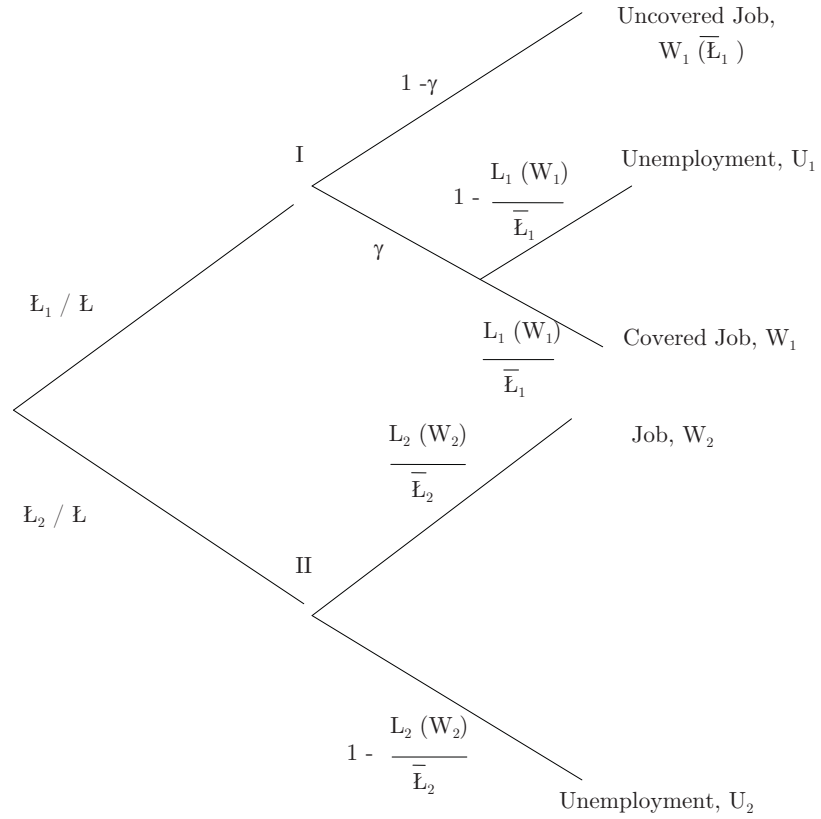 Uncovered Job,
W₁ (Ł̅₁ )
1 -γ
I
Unemployment, U₁
1 - L₁ (W₁)
Ł̅₁
γ
Ł₁ / Ł
L₁ (W₁)
Ł̅₁
Covered Job, W₁
L₂ (W₂)
Ł̅₂
Job, W₂
Ł₂ / Ł
II
1 - L₂ (W₂)
Ł̅₂
Unemployment, U₂